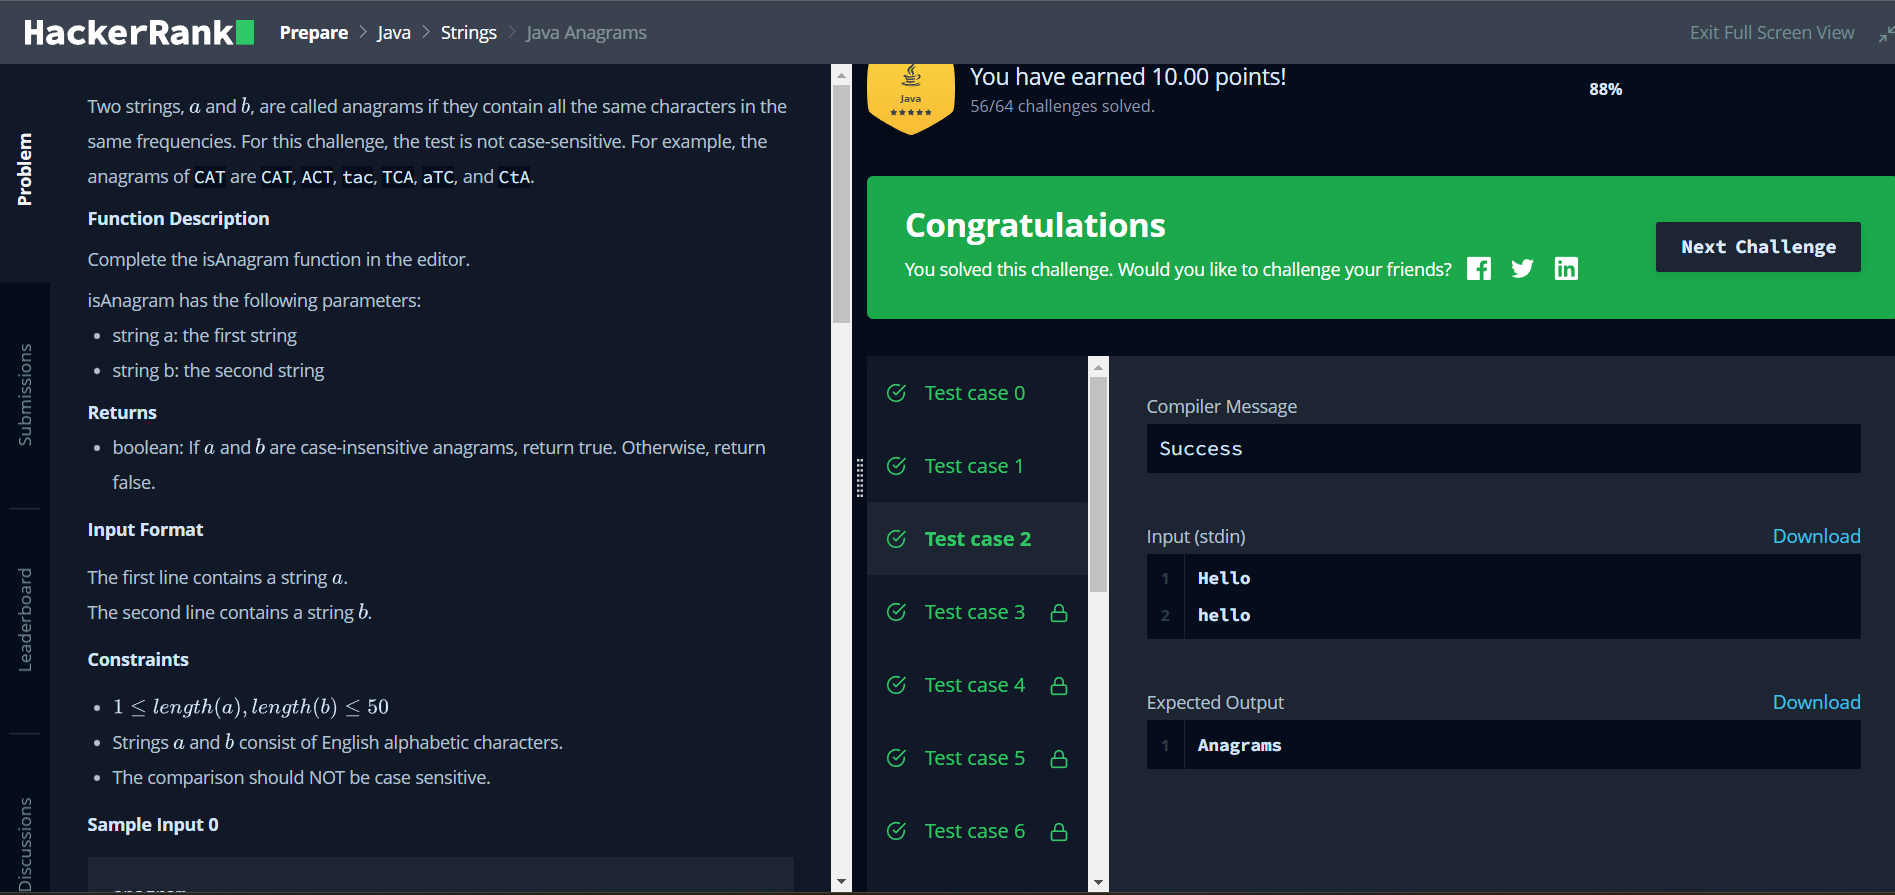 HackerRank
Prepare > Java > Strings > Java Anagrams
Exit Full Screen View
Problem
Submissions
Leaderboard
Discussions
Two strings, a and b, are called anagrams if they contain all the same characters in the
same frequencies. For this challenge, the test is not case-sensitive. For example, the
anagrams of CAT are CAT, ACT, tac, TCA, aTC, and CtA.
Function Description
Complete the isAnagram function in the editor.
isAnagram has the following parameters:
• string a: the first string
• string b: the second string
Returns
• boolean: If a and b are case-insensitive anagrams, return true. Otherwise, return
false.
Input Format
The first line contains a string a.
The second line contains a string b.
Constraints
• 1 ≤ length(a), length(b) ≤ 50
• Strings a and b consist of English alphabetic characters.
• The comparison should NOT be case sensitive.
Sample Input 0
Java
You have earned 10.00 points!
56/64 challenges solved.
88%
Congratulations
You solved this challenge. Would you like to challenge your friends?
Next Challenge
Test case 0
Test case 1
Test case 2
Test case 3
Test case 4
Test case 5
Test case 6
Compiler Message
Success
Input (stdin)
Download
1 Hello
2 hello
Expected Output
Download
1 Anagrams